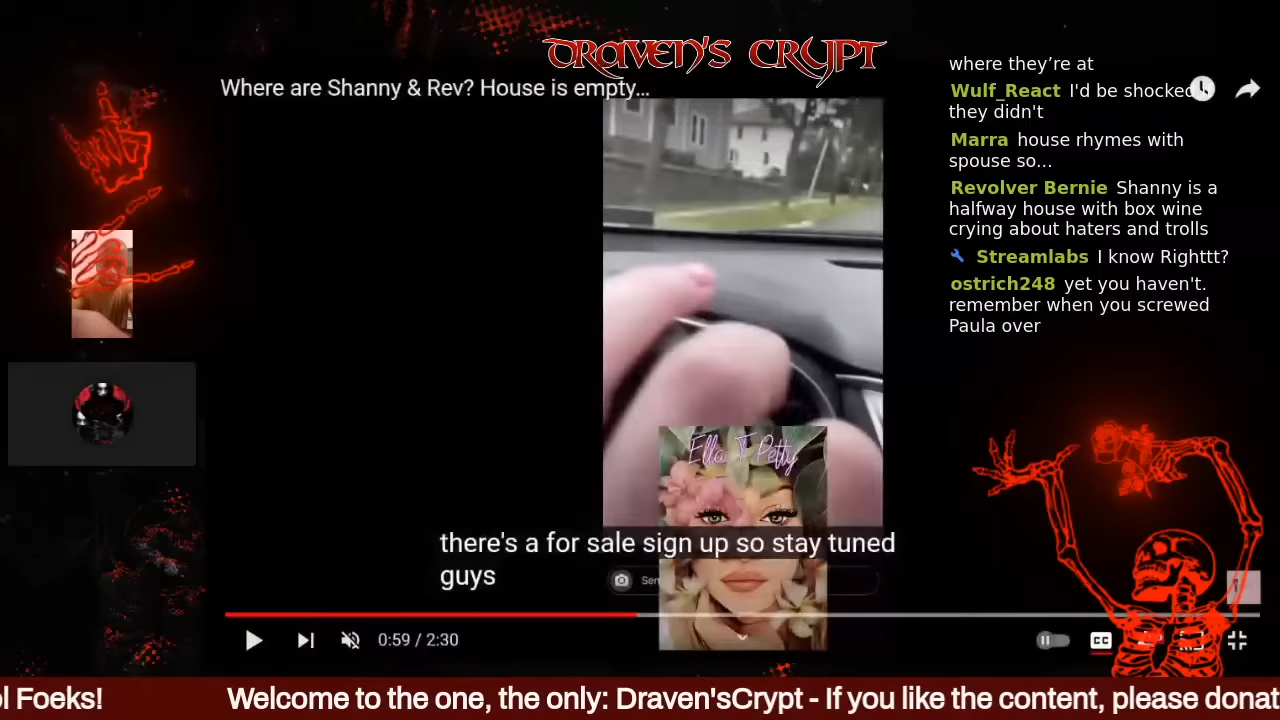 DRAVEN'S CRYPT
Where are Shanny & Rev? House is empty…
where they’re at
Wulf_React I'd be shocked
they didn't
Marra house rhymes with
spouse so...
Revolver Bernie Shanny is a
halfway house with box wine
crying about haters and trolls
Streamlabs I know Righttt?
ostrich248 yet you haven't.
remember when you screwed
Paula over
Ella T Petty
there's a for sale sign up so stay tuned
guys
Sen
0:59 / 2:30
CC
ol Foeks!
Welcome to the one, the only: Draven'sCrypt - If you like the content, please donat